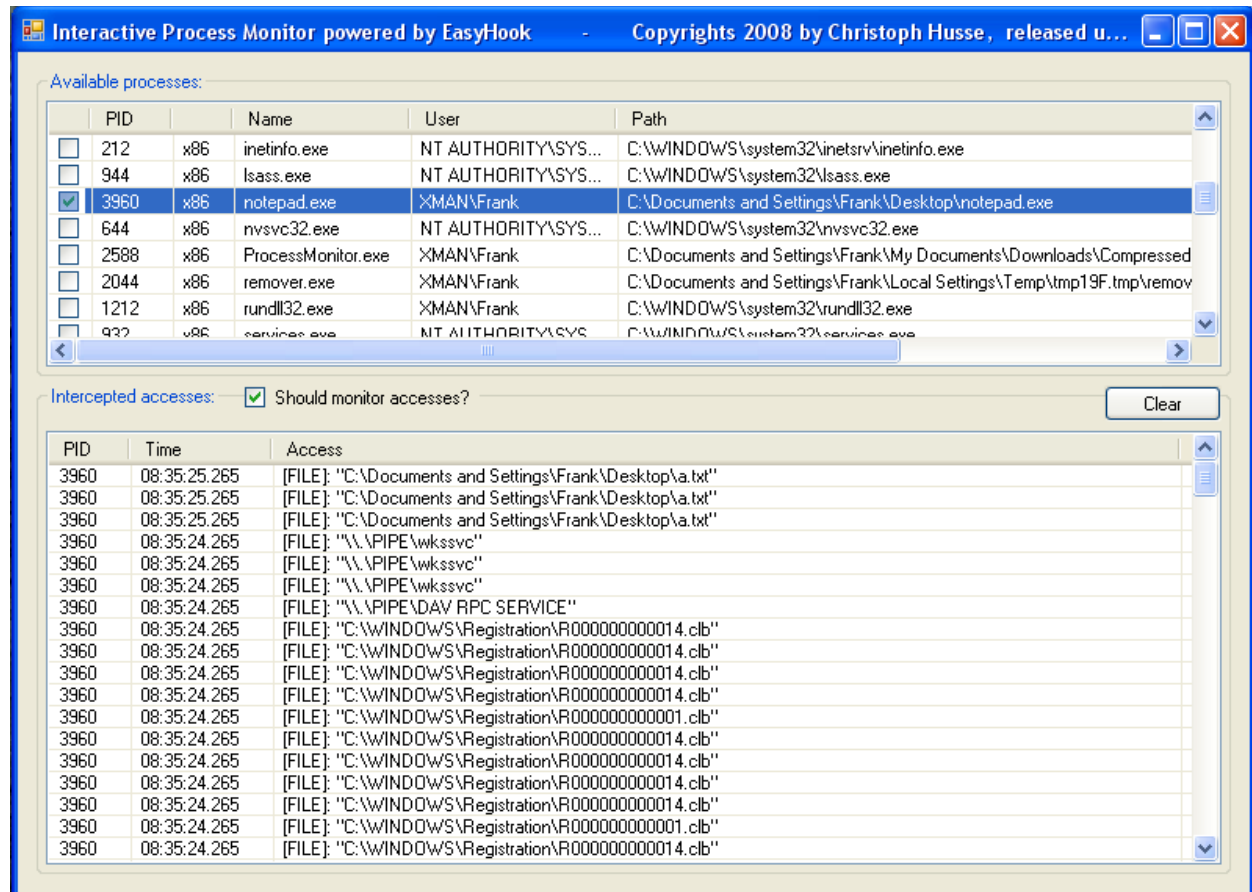 Interactive Process Monitor powered by EasyHook - Copyrights 2008 by Christoph Husse, released u...
Available processes:
PID Name User Path
212 x86 inetinfo.exe NT AUTHORITY\SYS... C:\WINDOWS\system32\inetsrv\inetinfo.exe
944 x86 lsass.exe NT AUTHORITY\SYS... C:\WINDOWS\system32\lsass.exe
3960 x86 notepad.exe XMAN\Frank C:\Documents and Settings\Frank\Desktop\notepad.exe
644 x86 nvsvc32.exe NT AUTHORITY\SYS... C:\WINDOWS\system32\nvsvc32.exe
2588 x86 ProcessMonitor.exe XMAN\Frank C:\Documents and Settings\Frank\My Documents\Downloads\Compressed
2044 x86 remover.exe XMAN\Frank C:\Documents and Settings\Frank\Local Settings\Temp\tmp19F.tmp\remov
1212 x86 rundll32.exe XMAN\Frank C:\WINDOWS\system32\rundll32.exe
932 x86 services.exe NT AUTHORITY\SYS... C:\WINDOWS\system32\services.exe
Intercepted accesses: Should monitor accesses? Clear
PID Time Access
3960 08:35:25.265 [FILE]: "C:\Documents and Settings\Frank\Desktop\a.txt"
3960 08:35:25.265 [FILE]: "C:\Documents and Settings\Frank\Desktop\a.txt"
3960 08:35:25.265 [FILE]: "C:\Documents and Settings\Frank\Desktop\a.txt"
3960 08:35:24.265 [FILE]: "\\.\PIPE\wkssvc"
3960 08:35:24.265 [FILE]: "\\.\PIPE\wkssvc"
3960 08:35:24.265 [FILE]: "\\.\PIPE\wkssvc"
3960 08:35:24.265 [FILE]: "\\.\PIPE\DAV RPC SERVICE"
3960 08:35:24.265 [FILE]: "C:\WINDOWS\Registration\R000000000014.clb"
3960 08:35:24.265 [FILE]: "C:\WINDOWS\Registration\R000000000014.clb"
3960 08:35:24.265 [FILE]: "C:\WINDOWS\Registration\R000000000014.clb"
3960 08:35:24.265 [FILE]: "C:\WINDOWS\Registration\R000000000014.clb"
3960 08:35:24.265 [FILE]: "C:\WINDOWS\Registration\R000000000001.clb"
3960 08:35:24.265 [FILE]: "C:\WINDOWS\Registration\R000000000014.clb"
3960 08:35:24.265 [FILE]: "C:\WINDOWS\Registration\R000000000014.clb"
3960 08:35:24.265 [FILE]: "C:\WINDOWS\Registration\R000000000014.clb"
3960 08:35:24.265 [FILE]: "C:\WINDOWS\Registration\R000000000014.clb"
3960 08:35:24.265 [FILE]: "C:\WINDOWS\Registration\R000000000001.clb"
3960 08:35:24.265 [FILE]: "C:\WINDOWS\Registration\R000000000014.clb"